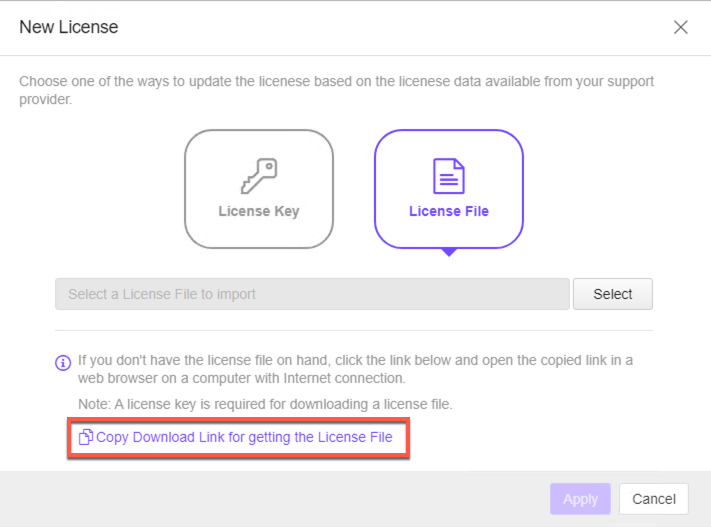 New License
Choose one of the ways to update the licenese based on the licenese data available from your support
provider.
License Key
License File
Select a License File to import
Select
If you don't have the license file on hand, click the link below and open the copied link in a
web browser on a computer with Internet connection.
Note: A license key is required for downloading a license file.
Copy Download Link for getting the License File
Apply
Cancel